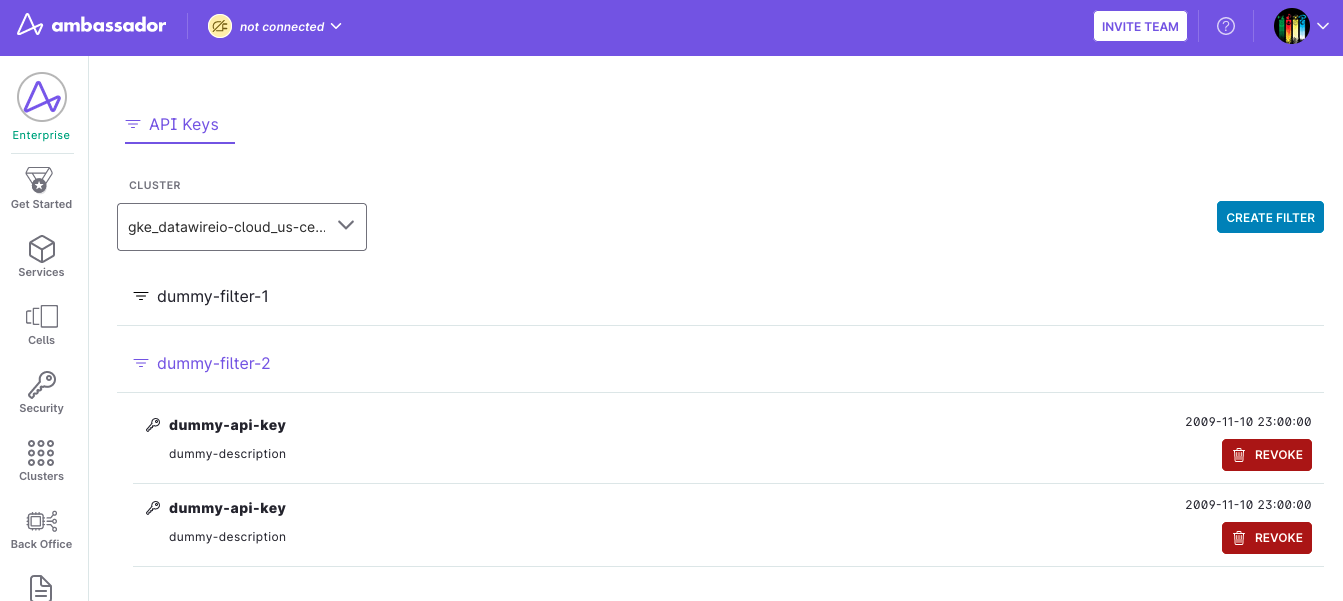 ambassador
not connected
INVITE TEAM
Enterprise
Get Started
Services
Cells
Security
Clusters
Back Office
API Keys
CLUSTER
gke_datawireio-cloud_us-ce...
CREATE FILTER
dummy-filter-1
dummy-filter-2
dummy-api-key
2009-11-10 23:00:00
dummy-description
REVOKE
dummy-api-key
2009-11-10 23:00:00
dummy-description
REVOKE